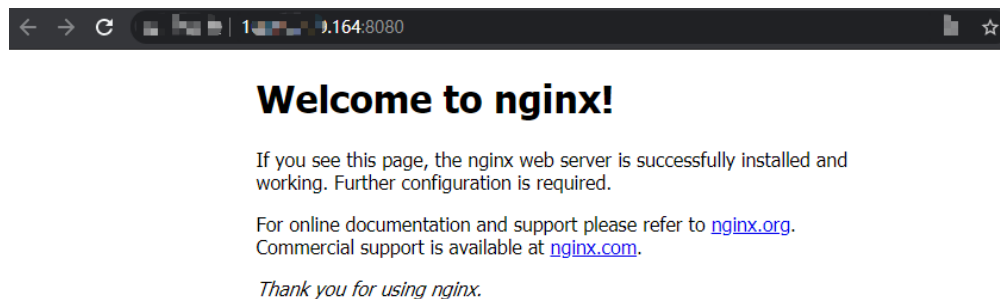 .164:8080
Welcome to nginx!
If you see this page, the nginx web server is successfully installed and
working. Further configuration is required.
For online documentation and support please refer to nginx.org.
Commercial support is available at nginx.com.
Thank you for using nginx.